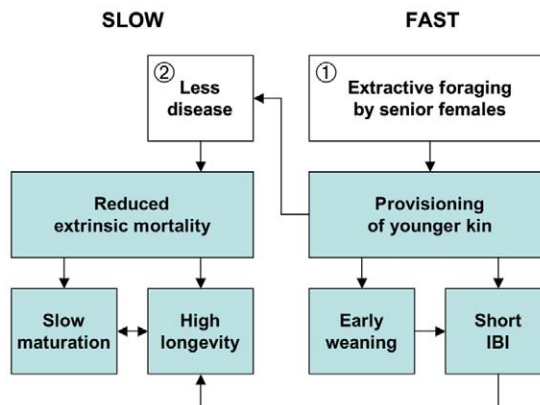 SLOW
FAST
②
Less
disease
①
Extractive foraging
by senior females
Reduced
extrinsic mortality
Provisioning
of younger kin
Slow
maturation
High
longevity
Early
weaning
Short
IBI